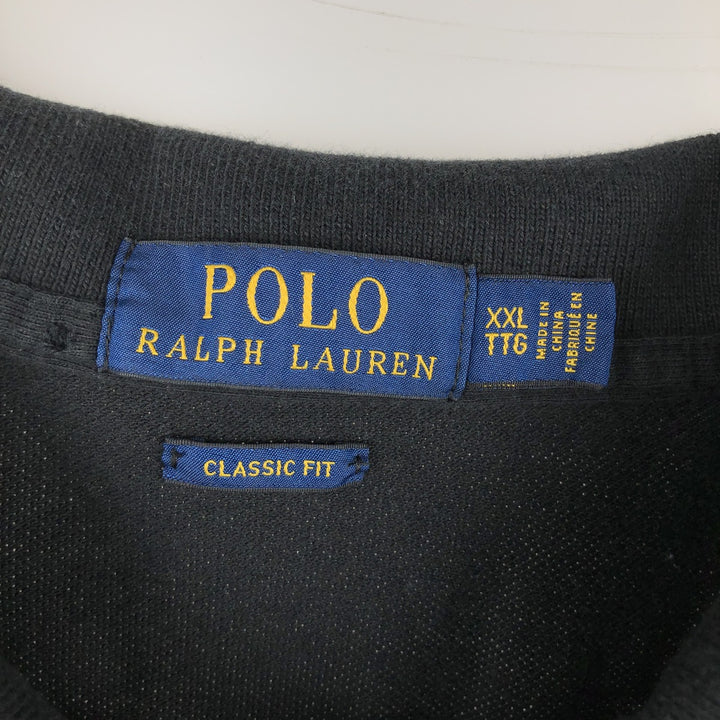 POLO
RALPH LAUREN
XXL
TTG
MADE IN
CHINA
FABRIQUÉ EN
CHINE
CLASSIC FIT